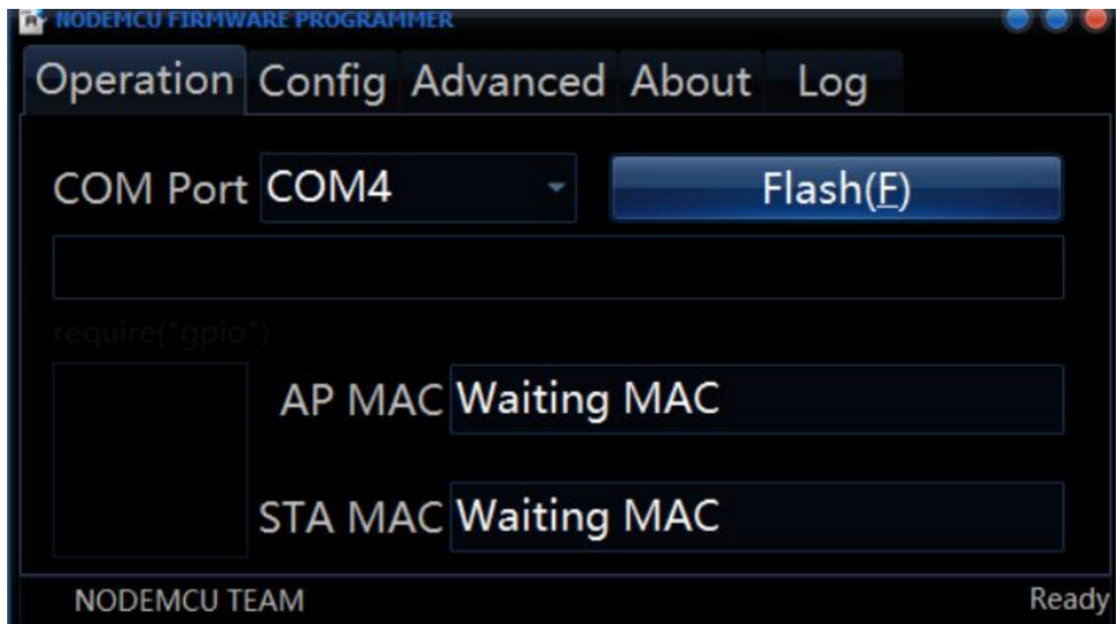 NODEMCU FIRMWARE PROGRAMMER
Operation Config Advanced About Log
COM Port COM4 Flash(F)
require("gpio")
AP MAC Waiting MAC
STA MAC Waiting MAC
NODEMCU TEAM Ready